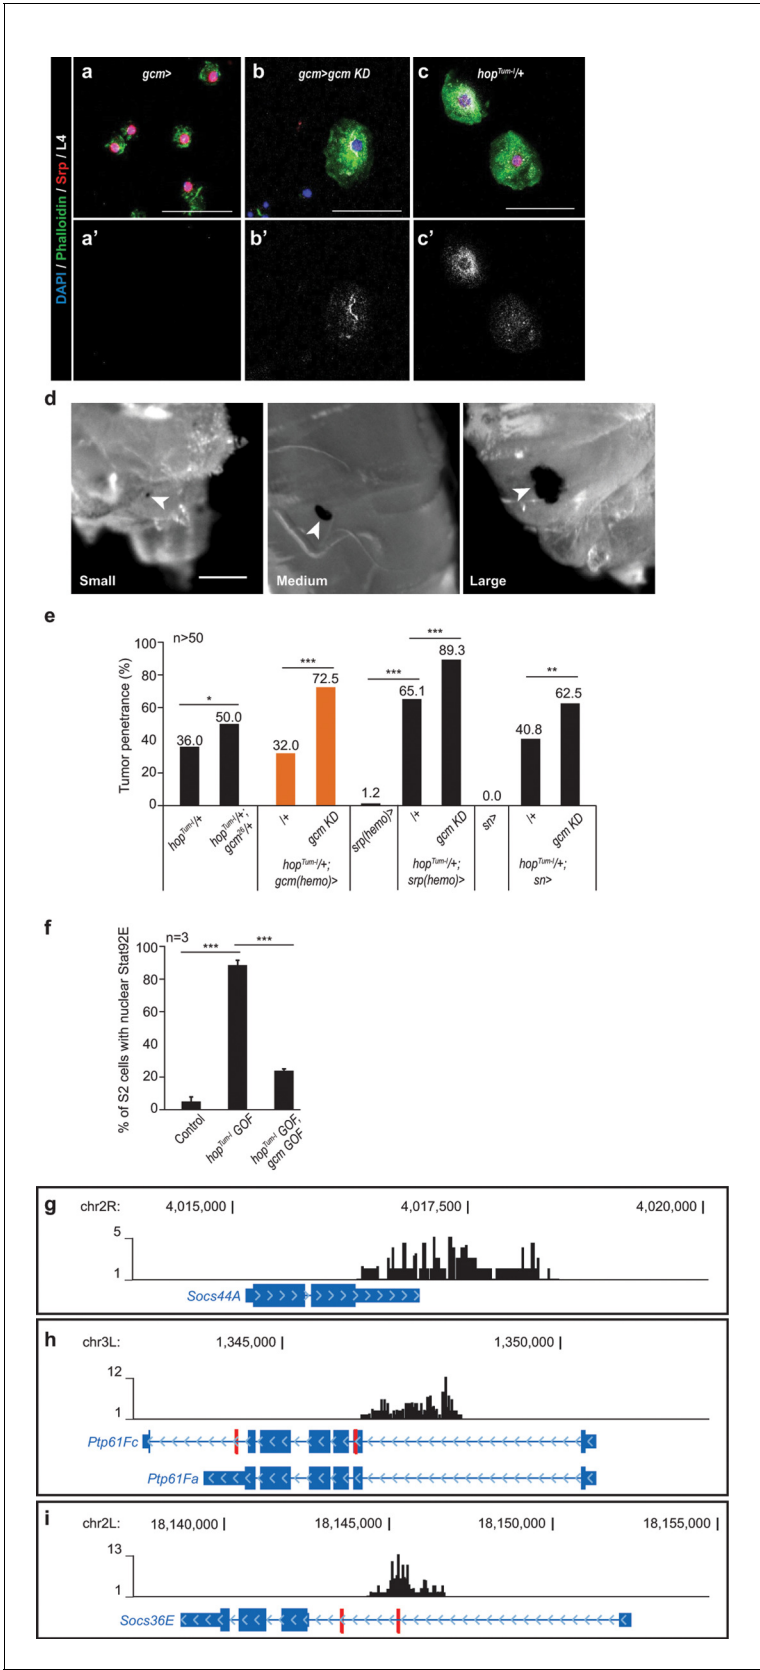 a
gcm>
b
gcm>gcm KD
c
hopTum-l/+
DAPI / Phalloidin / Srp / L4
a’
b’
c’
d
Small
Medium
Large
e
n>50
Tumor penetrance (%)
100
80
60
40
20
0
36.0
50.0
*
32.0
72.5
***
1.2
***
65.1
***
89.3
0.0
40.8
**
62.5
hopTum-l/+
hopTum-l/+;
gcm26/+
/+
gcm KD
hopTum-l/+;
gcm(hemo)>
srp(hemo)>
/+
gcm KD
hopTum-l/+;
srp(hemo)>
sn>
/+
gcm KD
hopTum-l/+;
sn>
f
n=3
% of S2 cells with nuclear Stat92E
100
80
60
40
20
0
***
***
Control
hopTum-l GOF
hopTum-l GOF,
gcm GOF
g
chr2R:
4,015,000
4,017,500
4,020,000
5
1
Socs44A
h
chr3L:
1,345,000
1,350,000
12
1
Ptp61Fc
Ptp61Fa
i
chr2L:
18,140,000
18,145,000
18,150,000
18,155,000
13
1
Socs36E